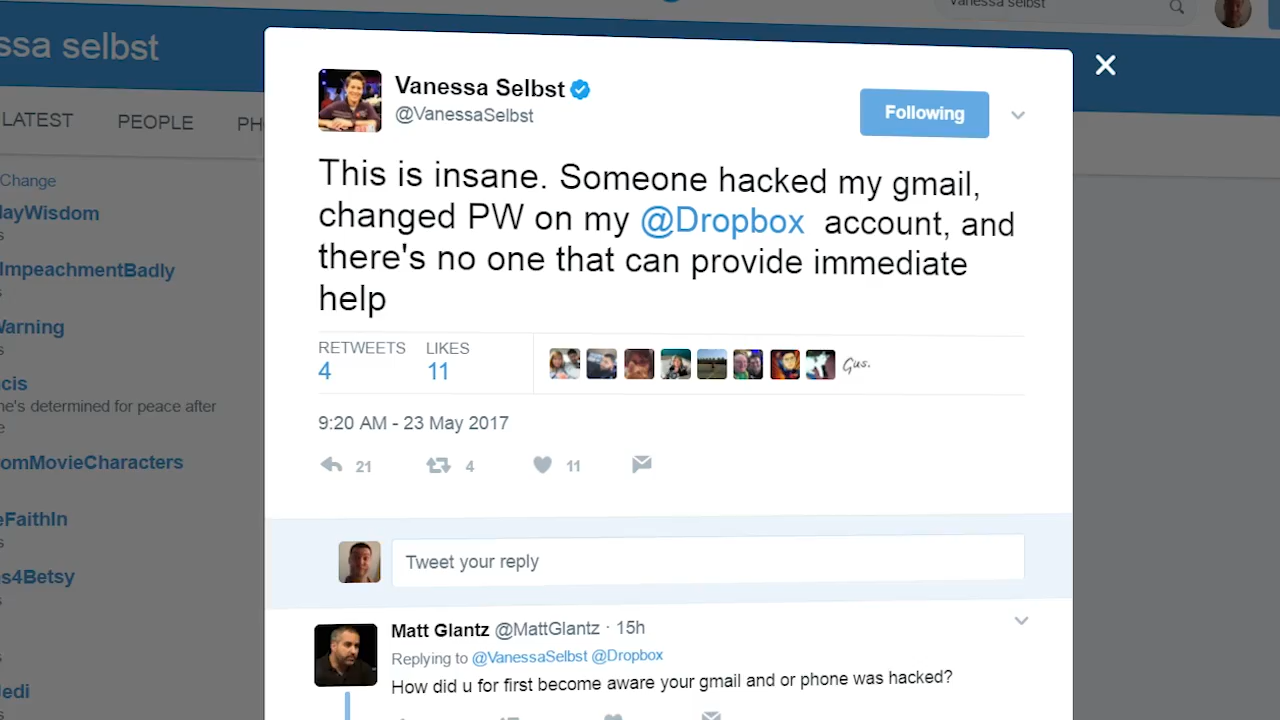 vanessa selbst
ssa selbst
LATEST PEOPLE PH
Change
dayWisdom
s
ImpeachmentBadly
s
Warning
s
cis
ne's determined for peace after
e
omMovieCharacters
eFaithIn
s
s4Betsy
s
s
Jedi
s
Vanessa Selbst
@VanessaSelbst
Following
This is insane. Someone hacked my gmail,
changed PW on my @Dropbox account, and
there's no one that can provide immediate
help
RETWEETS LIKES
4 11
Gus.
9:20 AM - 23 May 2017
21 4 11
Tweet your reply
Matt Glantz @MattGlantz · 15h
Replying to @VanessaSelbst @Dropbox
How did u for first become aware your gmail and or phone was hacked?